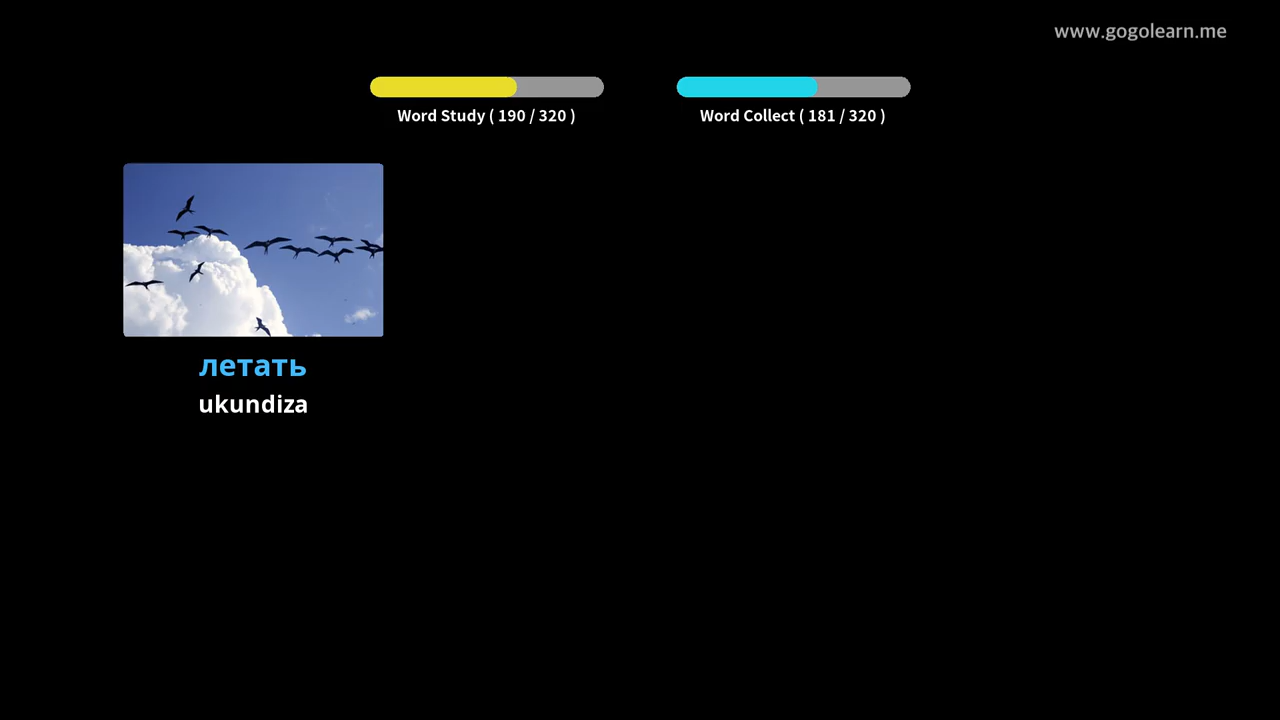 www.gogolearn.me
Word Study ( 190 / 320 )
Word Collect ( 181 / 320 )
летать
ukundiza